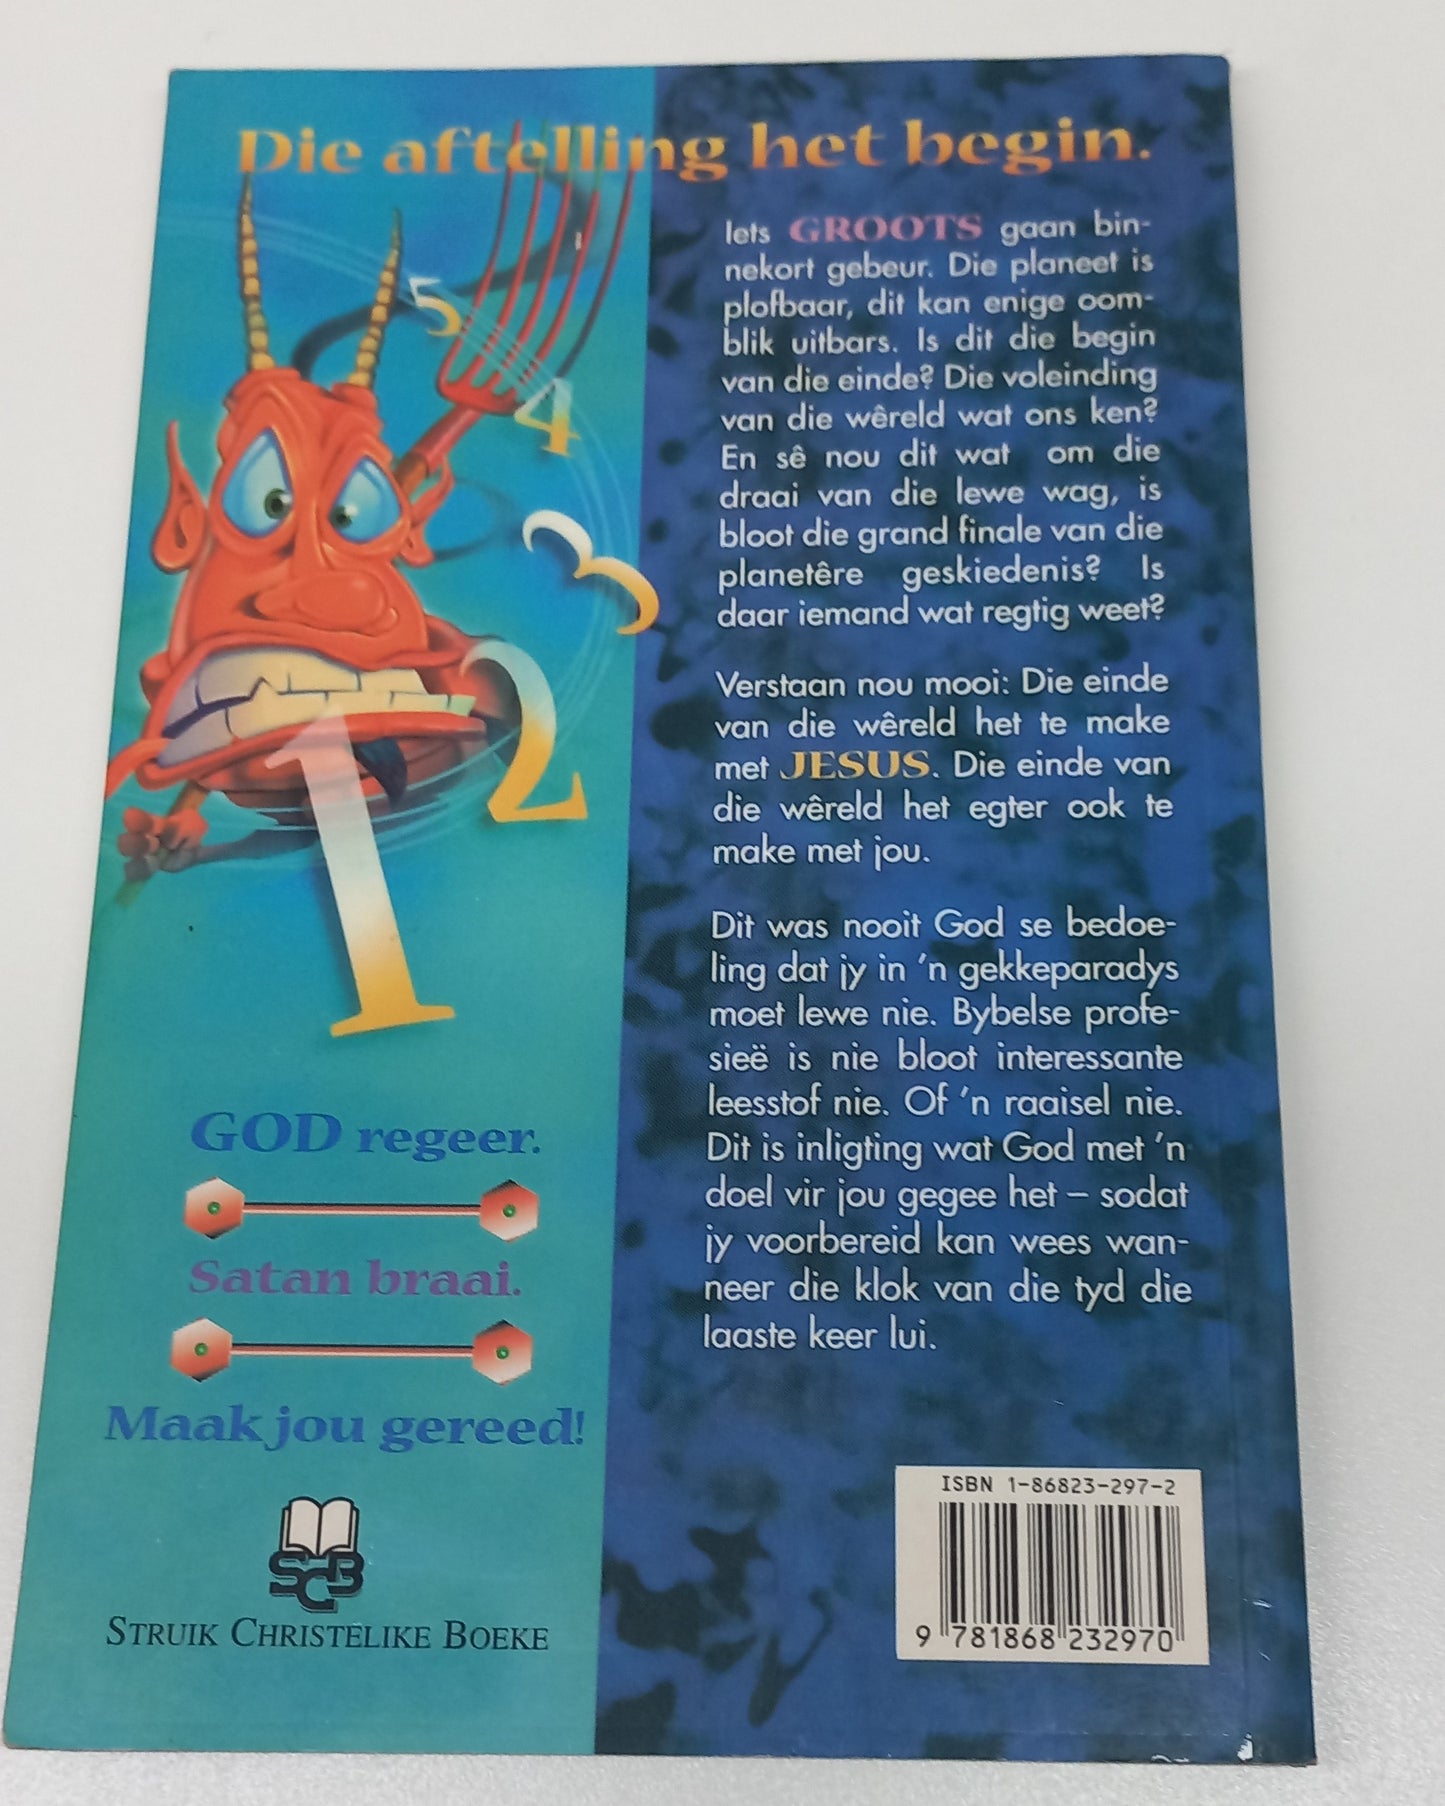 Die aftelling het begin.
Iets GROOTS gaan bin-
nekort gebeur. Die planeet is
plofbaar, dit kan enige oom-
blik uitbars. Is dit die begin
van die einde? Die voleinding
van die wêreld wat ons ken?
En sê nou dit wat om die
draai van die lewe wag, is
bloot die grand finale van die
planetêre geskiedenis? Is
daar iemand wat regtig weet?
Verstaan nou mooi: Die einde
van die wêreld het te make
met JESUS. Die einde van
die wêreld het egter ook te
make met jou.
Dit was nooit God se bedoe-
ling dat jy in 'n gekkeparadys
moet lewe nie. Bybelse profe-
sieë is nie bloot interessante
leesstof nie. Of 'n raaisel nie.
Dit is inligting wat God met 'n
doel vir jou gegee het – sodat
jy voorbereid kan wees wan-
neer die klok van die tyd die
laaste keer lui.
5
4
3
2
1
GOD regeer.
Satan braai.
Maak jou gereed!
SCB
STRUIK CHRISTELIKE BOEKE
ISBN 1-86823-297-2
9 781868 232970